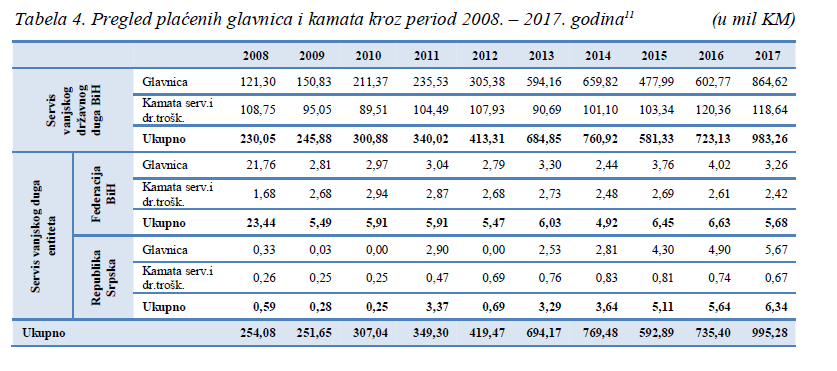 Tabela 4. Pregled plaćenih glavnica i kamata kroz period 2008. – 2017. godina¹¹ (u mil KM)
2008 2009 2010 2011 2012 2013 2014 2015 2016 2017
Servis vanjskog državnog duga BiH
Glavnica 121,30 150,83 211,37 235,53 305,38 594,16 659,82 477,99 602,77 864,62
Kamata serv.i dr.trošk. 108,75 95,05 89,51 104,49 107,93 90,69 101,10 103,34 120,36 118,64
Ukupno 230,05 245,88 300,88 340,02 413,31 684,85 760,92 581,33 723,13 983,26
Servis vanjskog duga entiteta
Federacija BiH
Glavnica 21,76 2,81 2,97 3,04 2,79 3,30 2,44 3,76 4,02 3,26
Kamata serv.i dr.trošk. 1,68 2,68 2,94 2,87 2,68 2,73 2,48 2,69 2,61 2,42
Ukupno 23,44 5,49 5,91 5,91 5,47 6,03 4,92 6,45 6,63 5,68
Republika Srpska
Glavnica 0,33 0,03 0,00 2,90 0,00 2,53 2,81 4,30 4,90 5,67
Kamata serv.i dr.trošk. 0,26 0,25 0,25 0,47 0,69 0,76 0,83 0,81 0,74 0,67
Ukupno 0,59 0,28 0,25 3,37 0,69 3,29 3,64 5,11 5,64 6,34
Ukupno 254,08 251,65 307,04 349,30 419,47 694,17 769,48 592,89 735,40 995,28